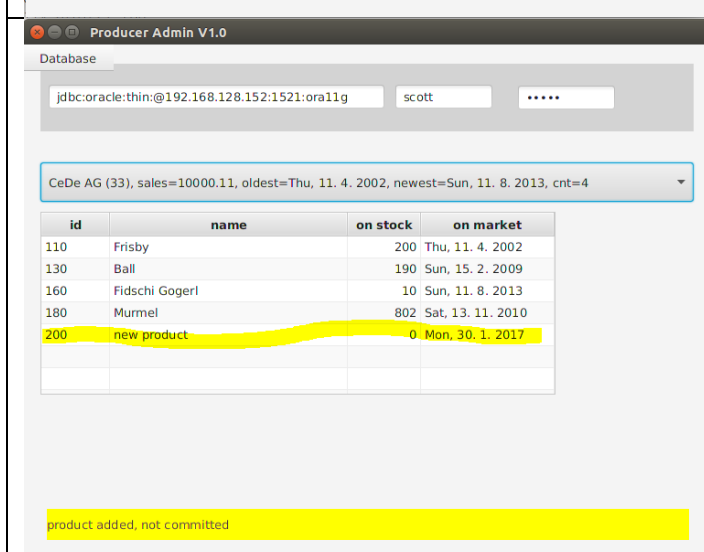 Producer Admin V1.0
Database
jdbc:oracle:thin:@192.168.128.152:1521:ora11g scott •••••
CeDe AG (33), sales=10000.11, oldest=Thu, 11. 4. 2002, newest=Sun, 11. 8. 2013, cnt=4
id name on stock on market
110 Frisby 200 Thu, 11. 4. 2002
130 Ball 190 Sun, 15. 2. 2009
160 Fidschi Gogerl 10 Sun, 11. 8. 2013
180 Murmel 802 Sat, 13. 11. 2010
200 new product 0 Mon, 30. 1. 2017
product added, not committed